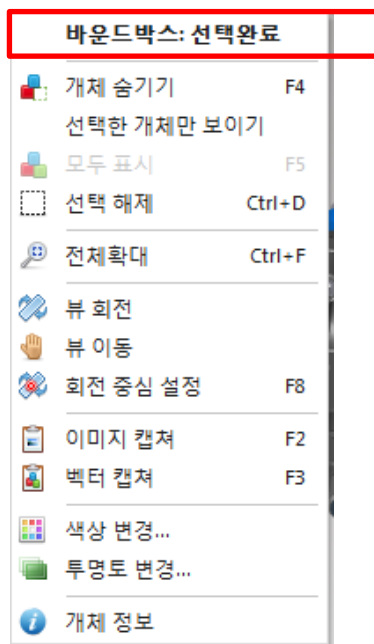 바운드박스: 선택완료
개체 숨기기 F4
선택한 개체만 보이기
모두 표시 F5
선택 해제 Ctrl+D
전체확대 Ctrl+F
뷰 회전
뷰 이동
회전 중심 설정 F8
이미지 캡쳐 F2
벡터 캡쳐 F3
색상 변경...
투명토 변경...
개체 정보